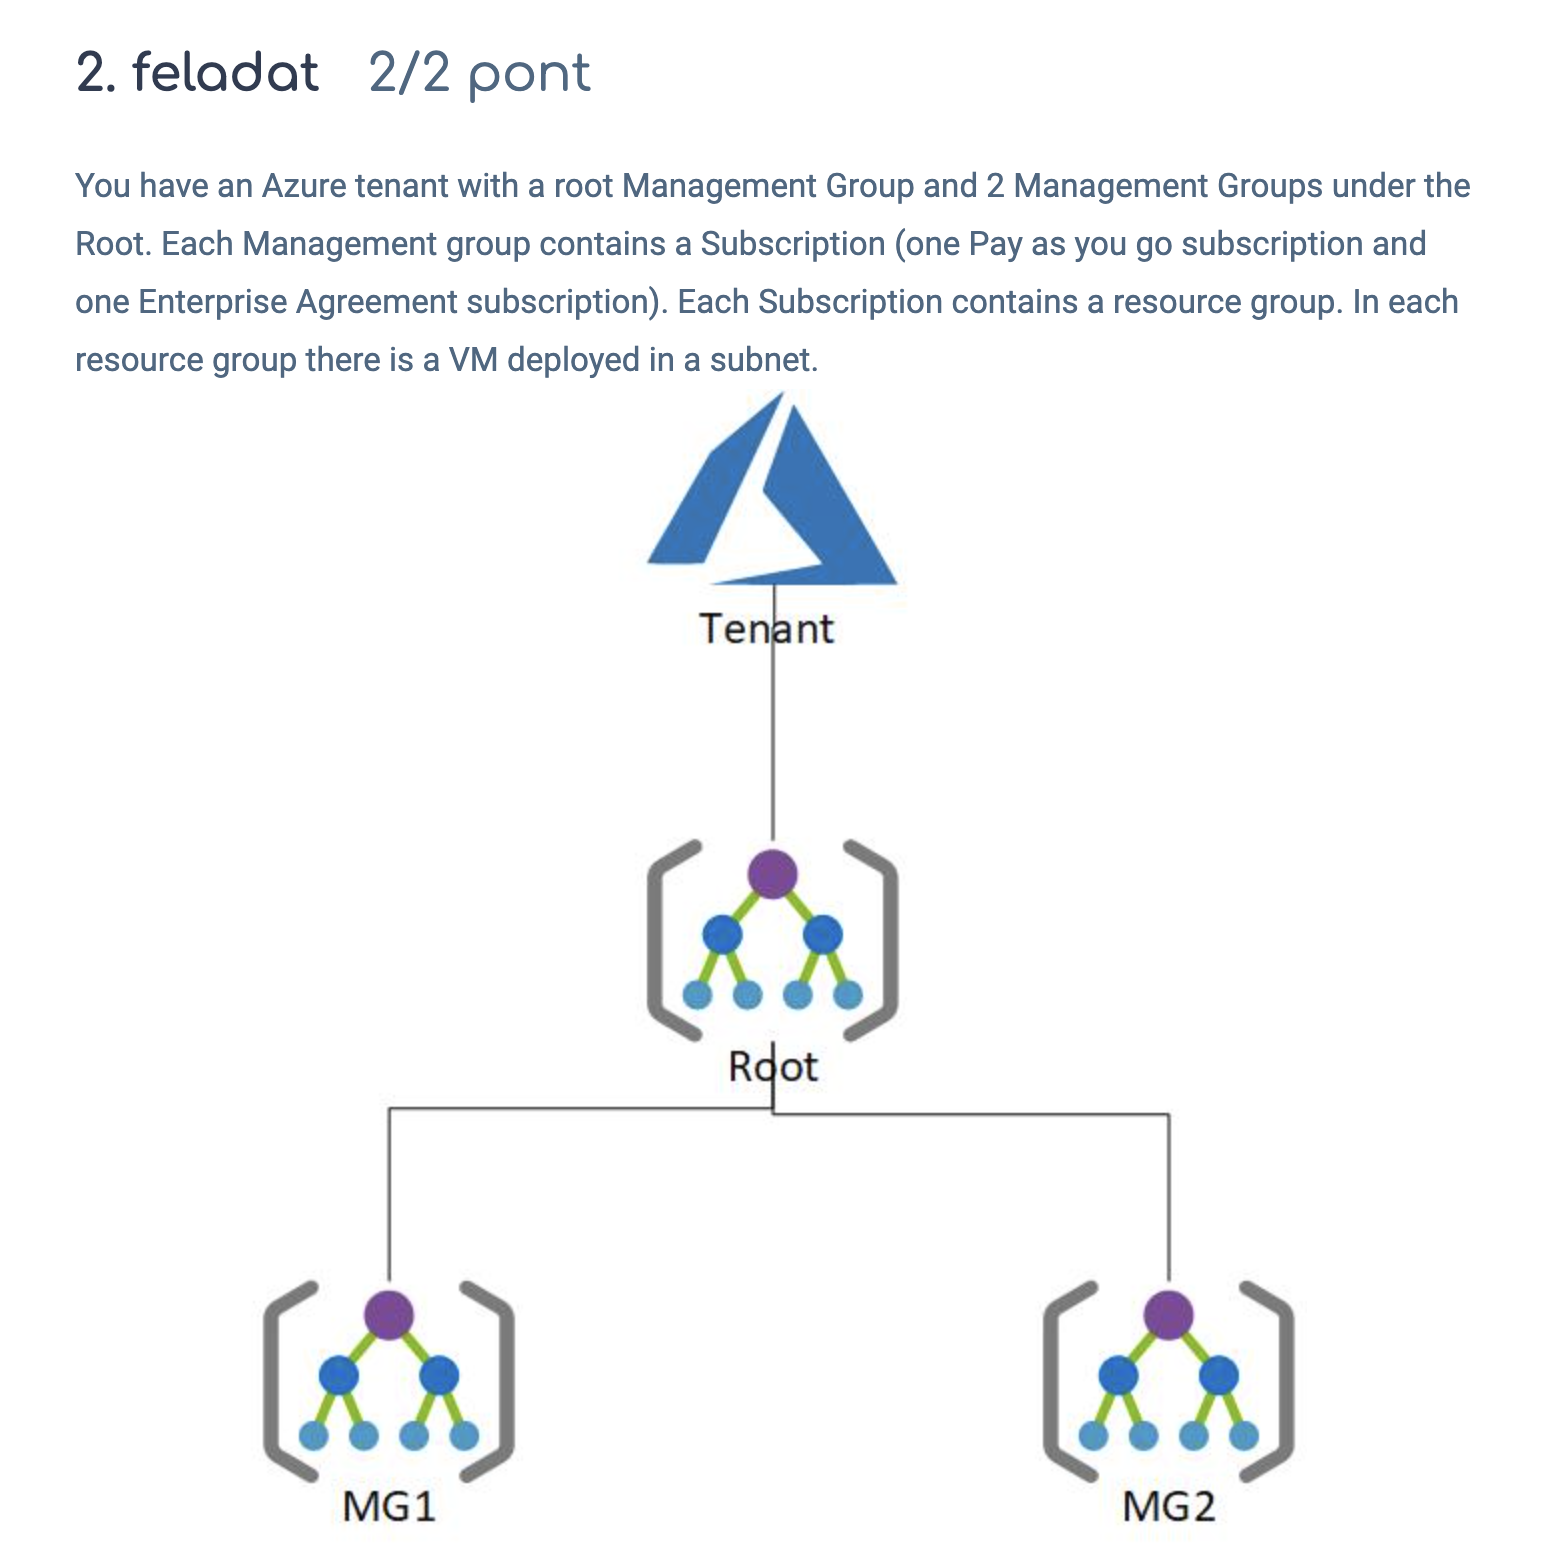 2. feladat 2/2 pont
You have an Azure tenant with a root Management Group and 2 Management Groups under the
Root. Each Management group contains a Subscription (one Pay as you go subscription and
one Enterprise Agreement subscription). Each Subscription contains a resource group. In each
resource group there is a VM deployed in a subnet.
Tenant
Root
MG1 MG2